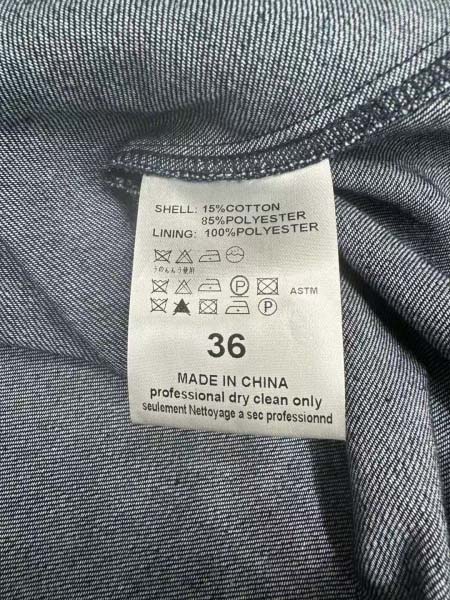 SHELL: 15%COTTON
85%POLYESTER
LINING: 100%POLYESTER
P
ASTM
P
36
MADE IN CHINA
professional dry clean only
seulement Nettoyage a sec professionnd